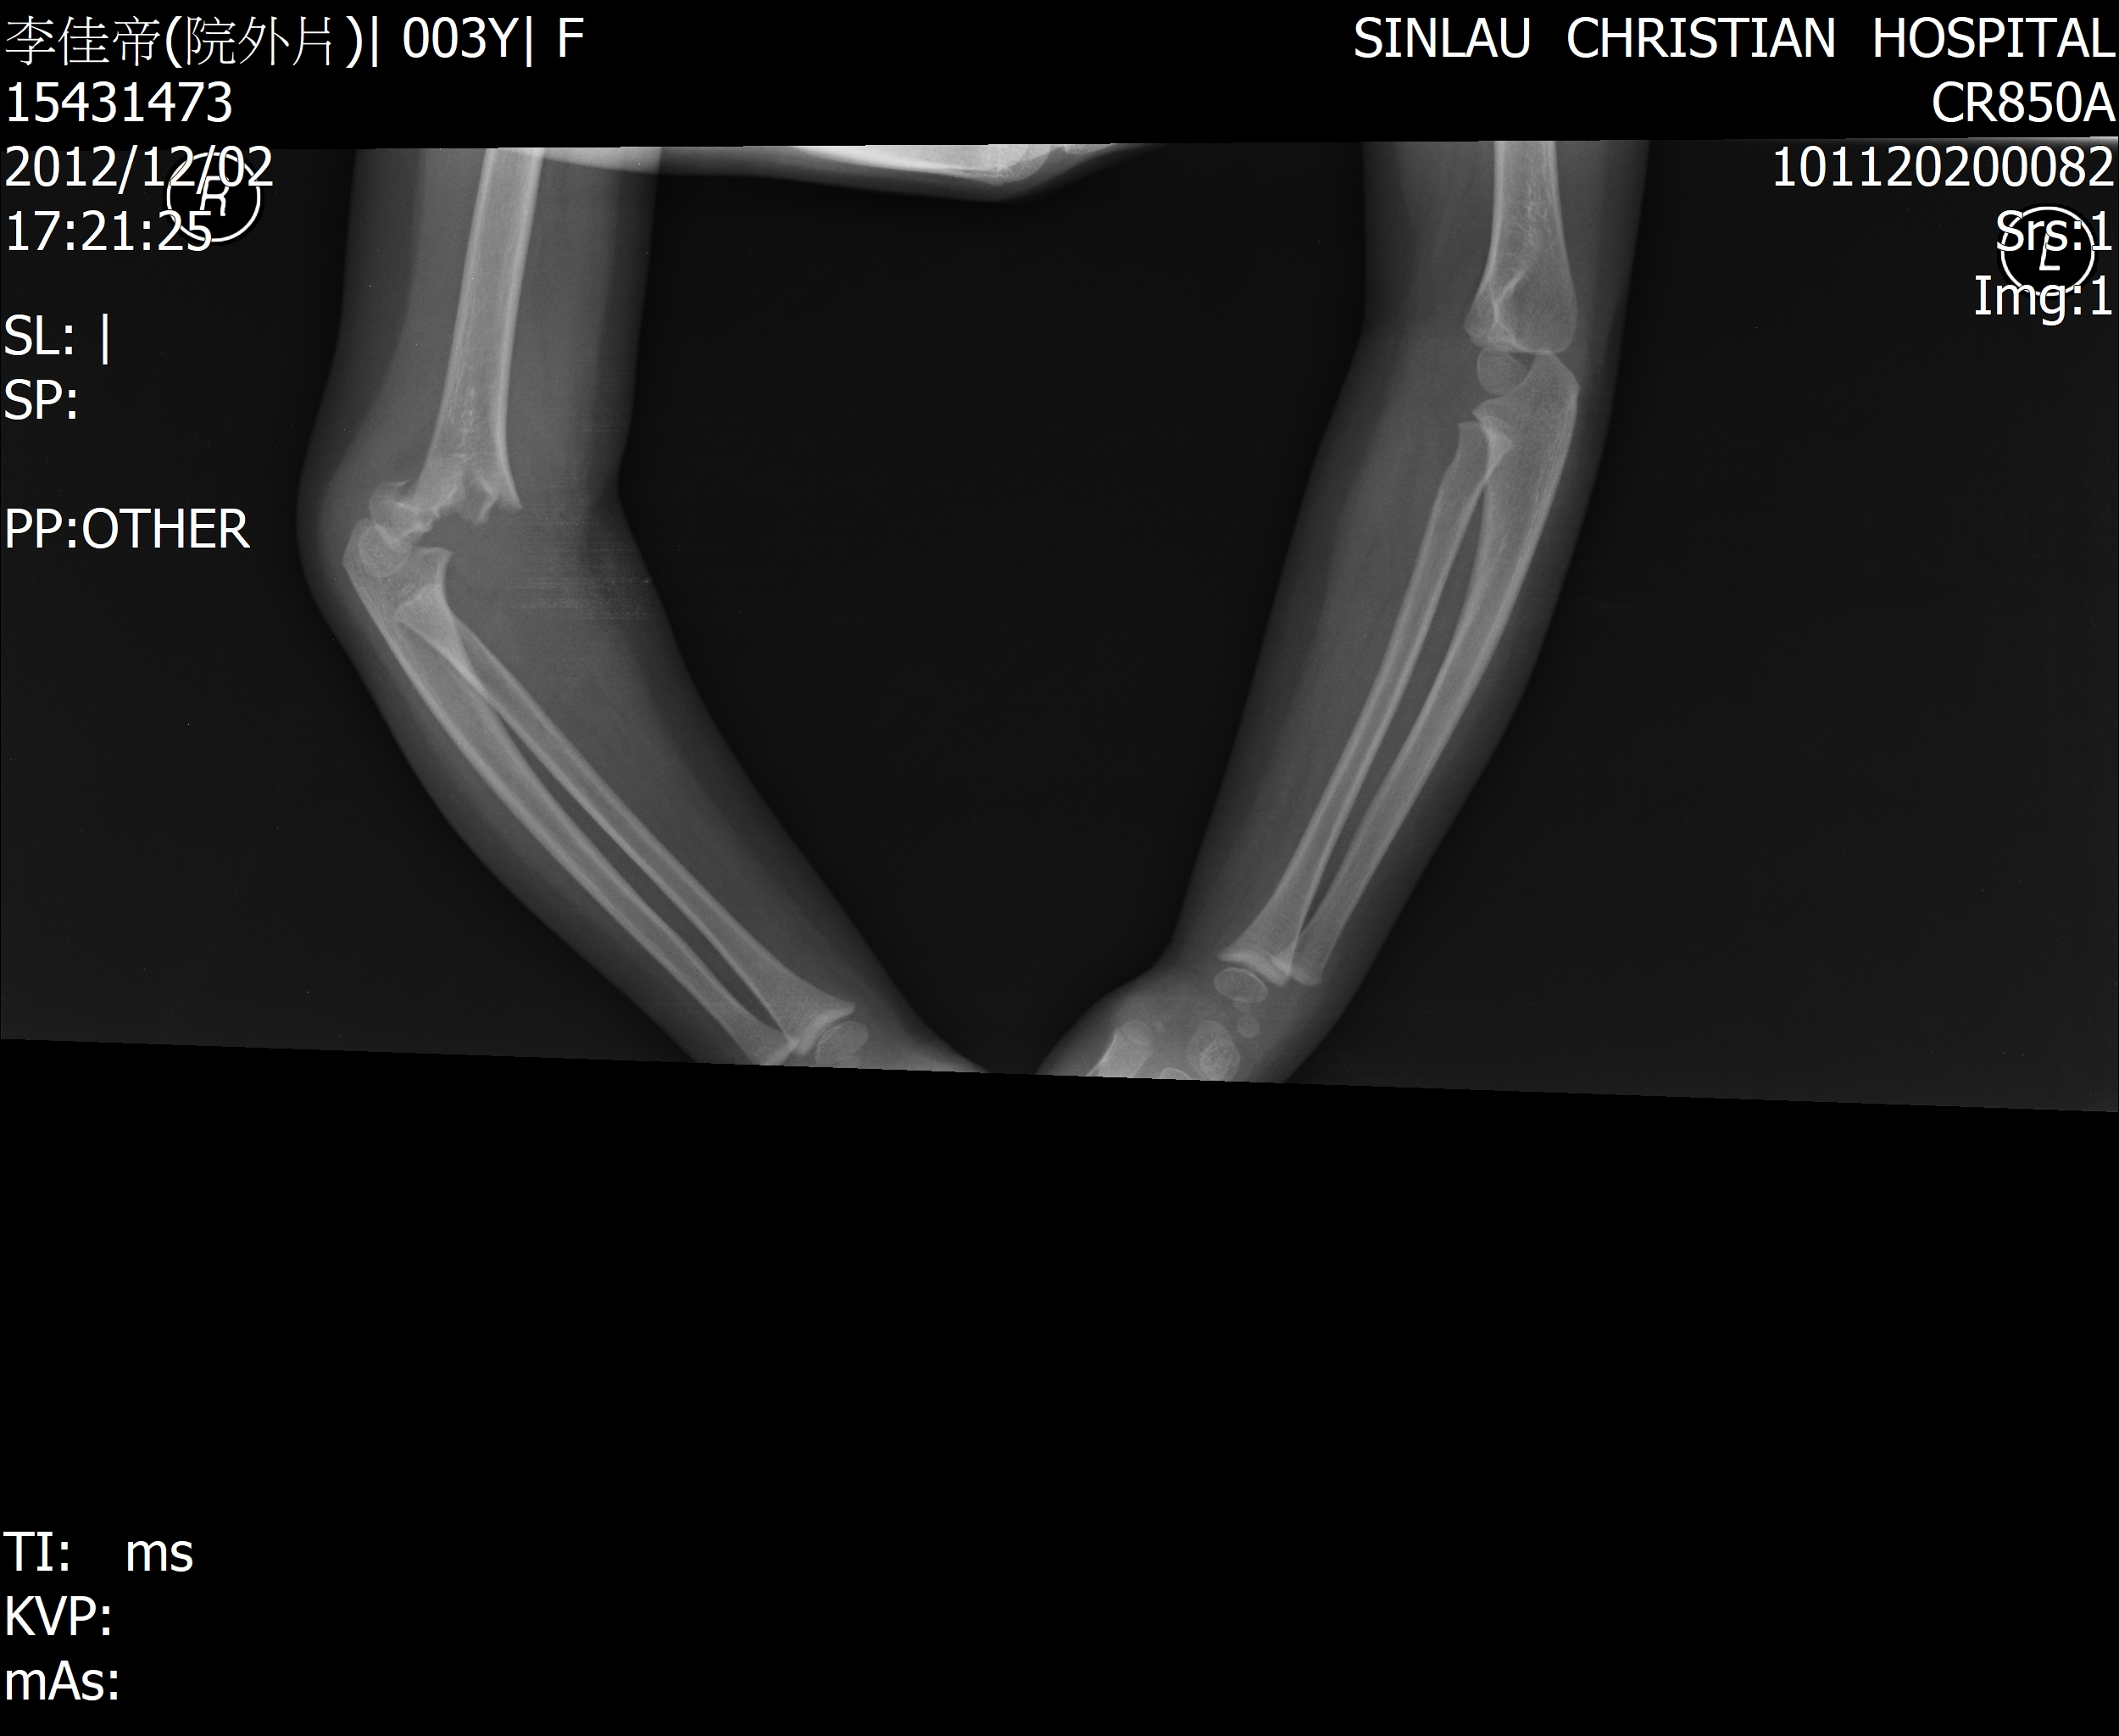 李佳帝(院外片)| 003Y| F
15431473
2012/12/02
17:21:25
R
SL: |
SP:
PP:OTHER
SINLAU CHRISTIAN HOSPITAL
CR850A
101120200082
Srs:1
L
Img:1
TI: ms
KVP:
mAs: